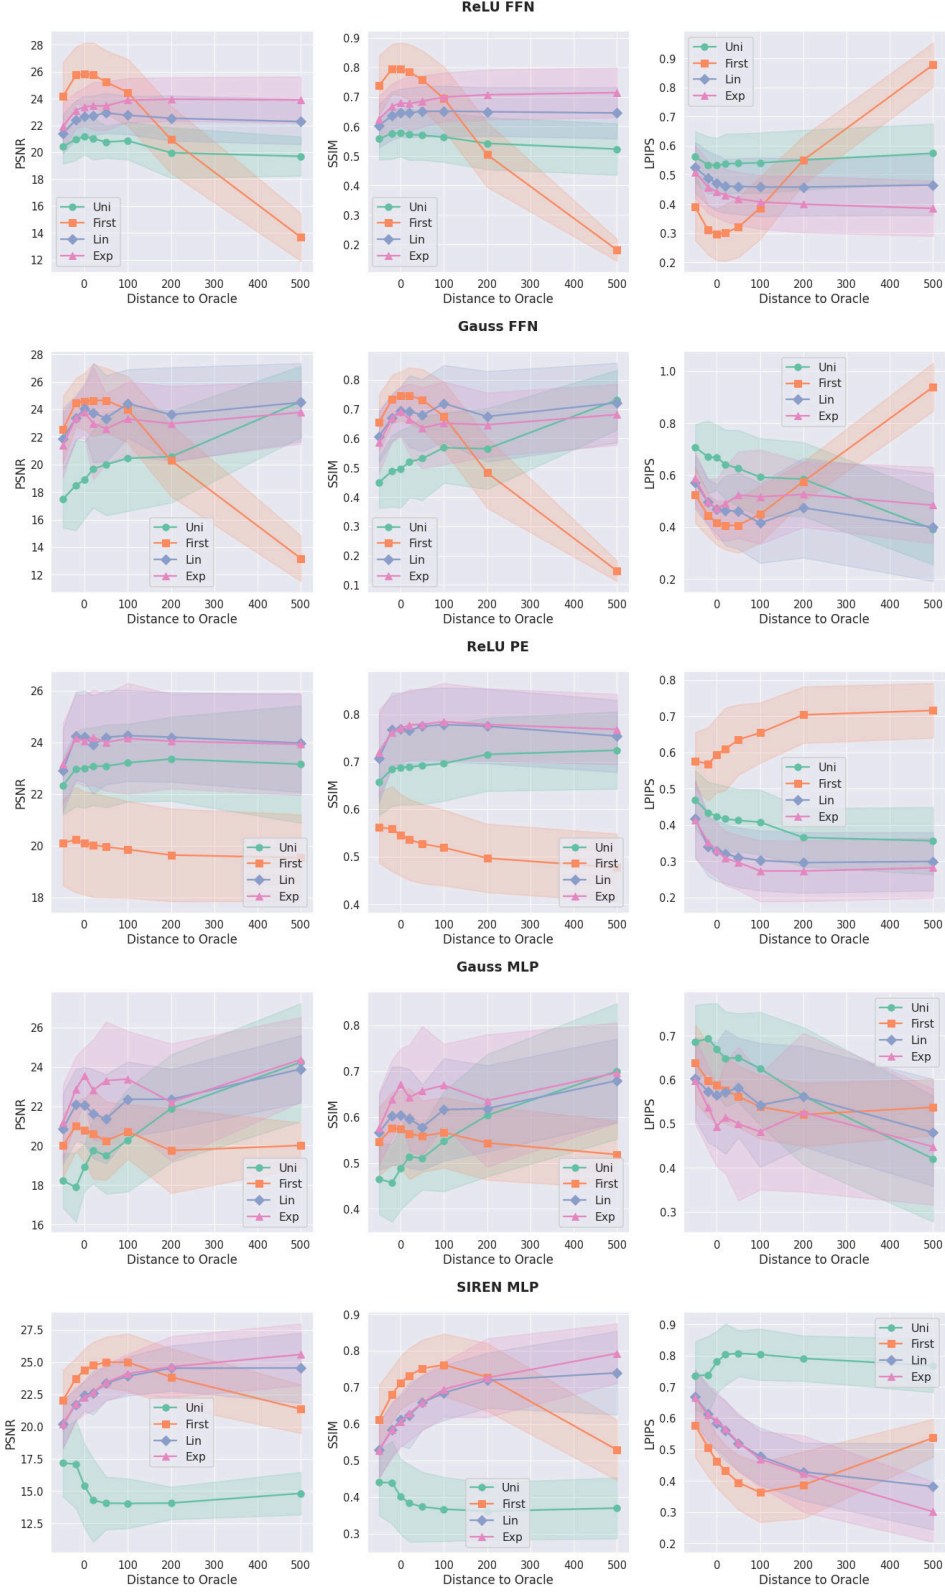 ReLU FFN
28
26
24
22
20
18
16
14
12
PSNR
Uni
First
Lin
Exp
0 100 200 300 400 500
Distance to Oracle
0.9
0.8
0.7
0.6
0.5
0.4
0.3
0.2
SSIM
Uni
First
Lin
Exp
0 100 200 300 400 500
Distance to Oracle
0.9
0.8
0.7
0.6
0.5
0.4
0.3
0.2
LPIPS
Uni
First
Lin
Exp
0 100 200 300 400 500
Distance to Oracle
Gauss FFN
28
26
24
22
20
18
16
14
12
PSNR
Uni
First
Lin
Exp
0 100 200 300 400 500
Distance to Oracle
0.8
0.7
0.6
0.5
0.4
0.3
0.2
0.1
SSIM
Uni
First
Lin
Exp
0 100 200 300 400 500
Distance to Oracle
1.0
0.8
0.6
0.4
0.2
LPIPS
Uni
First
Lin
Exp
0 100 200 300 400 500
Distance to Oracle
ReLU PE
26
24
22
20
18
PSNR
Uni
First
Lin
Exp
0 100 200 300 400 500
Distance to Oracle
0.8
0.7
0.6
0.5
0.4
SSIM
Uni
First
Lin
Exp
0 100 200 300 400 500
Distance to Oracle
0.8
0.7
0.6
0.5
0.4
0.3
0.2
LPIPS
Uni
First
Lin
Exp
0 100 200 300 400 500
Distance to Oracle
Gauss MLP
26
24
22
20
18
16
PSNR
Uni
First
Lin
Exp
0 100 200 300 400 500
Distance to Oracle
0.8
0.7
0.6
0.5
0.4
SSIM
Uni
First
Lin
Exp
0 100 200 300 400 500
Distance to Oracle
0.7
0.6
0.5
0.4
0.3
LPIPS
Uni
First
Lin
Exp
0 100 200 300 400 500
Distance to Oracle
SIREN MLP
27.5
25.0
22.5
20.0
17.5
15.0
12.5
PSNR
Uni
First
Lin
Exp
0 100 200 300 400 500
Distance to Oracle
0.9
0.8
0.7
0.6
0.5
0.4
0.3
SSIM
Uni
First
Lin
Exp
0 100 200 300 400 500
Distance to Oracle
0.9
0.8
0.7
0.6
0.5
0.4
0.3
0.2
LPIPS
Uni
First
Lin
Exp
0 100 200 300 400 500
Distance to Oracle